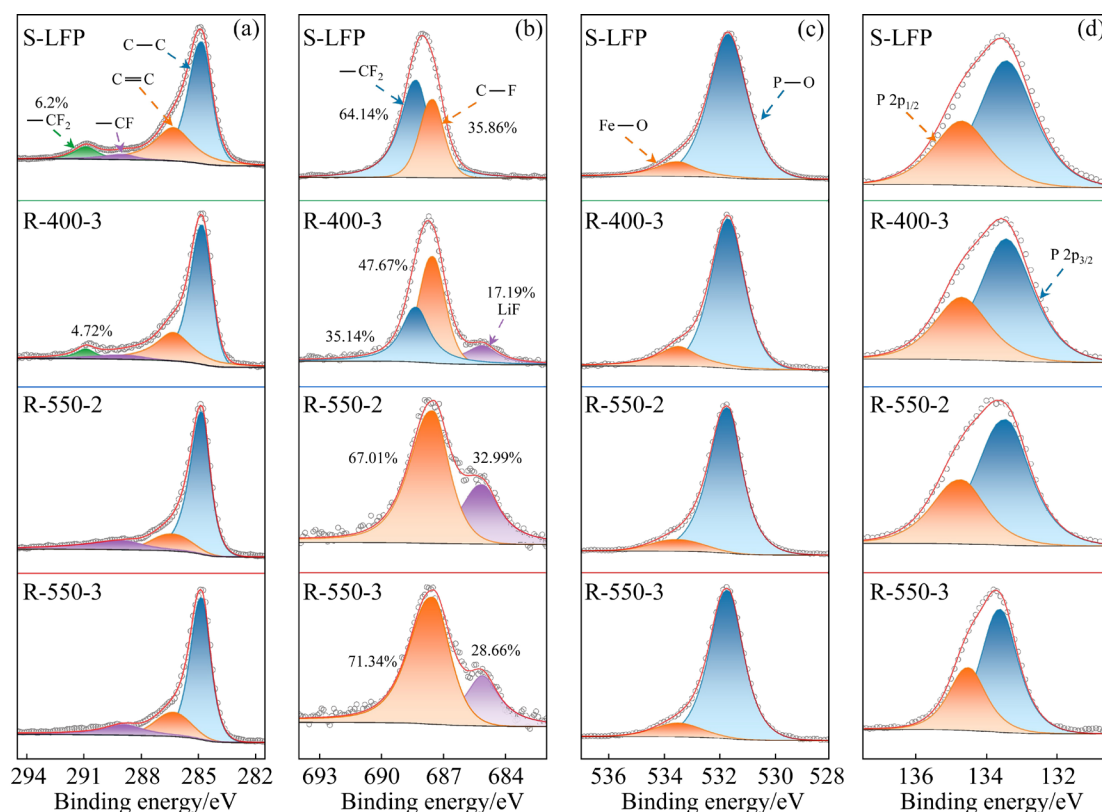 S-LFP
(a)
C—C
C═C
6.2%
—CF₂
—CF
R-400-3
4.72%
R-550-2
R-550-3
294 291 288 285 282
Binding energy/eV
S-LFP
(b)
—CF₂
64.14%
C—F
35.86%
R-400-3
47.67%
17.19%
LiF
35.14%
R-550-2
67.01%
32.99%
R-550-3
71.34%
28.66%
693 690 687 684
Binding energy/eV
S-LFP
(c)
P—O
Fe—O
R-400-3
R-550-2
R-550-3
536 534 532 530 528
Binding energy/eV
S-LFP
(d)
P 2p₁/₂
R-400-3
P 2p₃/₂
R-550-2
R-550-3
136 134 132
Binding energy/eV